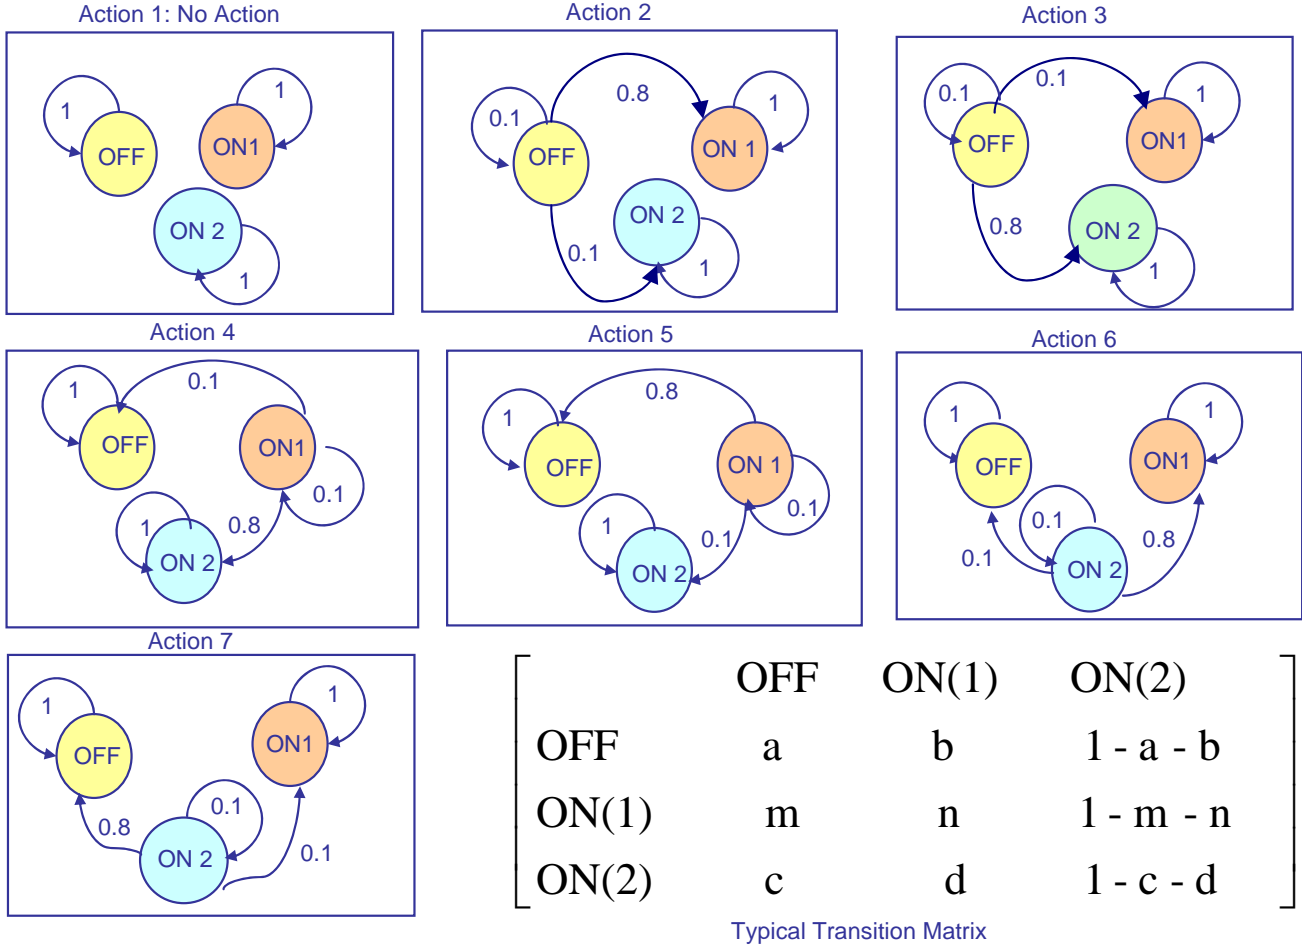 Action 1: No Action
1
OFF
1
ON1
ON 2
1
Action 2
0.1
OFF
0.8
1
ON 1
ON 2
0.1
1
Action 3
0.1
OFF
0.1
1
ON1
0.8
ON 2
1
Action 4
1
0.1
OFF
ON1
0.1
1
0.8
ON 2
Action 5
1
0.8
OFF
ON 1
0.1
1
0.1
ON 2
Action 6
1
OFF
1
ON1
0.1
0.1
0.8
ON 2
Action 7
1
OFF
1
ON1
0.1
0.8
ON 2
0.1
OFF ON(1) ON(2)
OFF a b 1 - a - b
ON(1) m n 1 - m - n
ON(2) c d 1 - c - d
Typical Transition Matrix